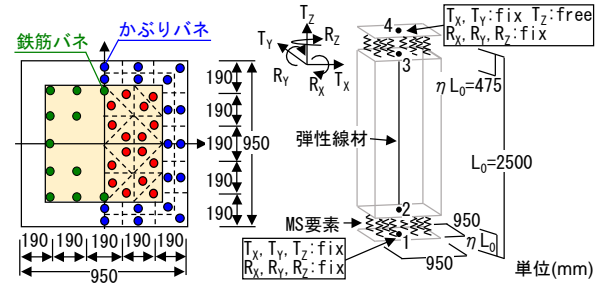 かぶりバネ
鉄筋バネ
190
190
190
190
190
950
190 190 190 190 190
950
T_Z
T_Y
R_Z
R_Y
R_X
T_X
T_X, T_Y:fix T_Z:free
R_X, R_Y, R_Z:fix
4
3
η L_0=475
弾性線材
L_0=2500
2
MS要素
1
950
η L_0
950
T_X, T_Y, T_Z:fix
R_X, R_Y, R_Z:fix
単位(mm)